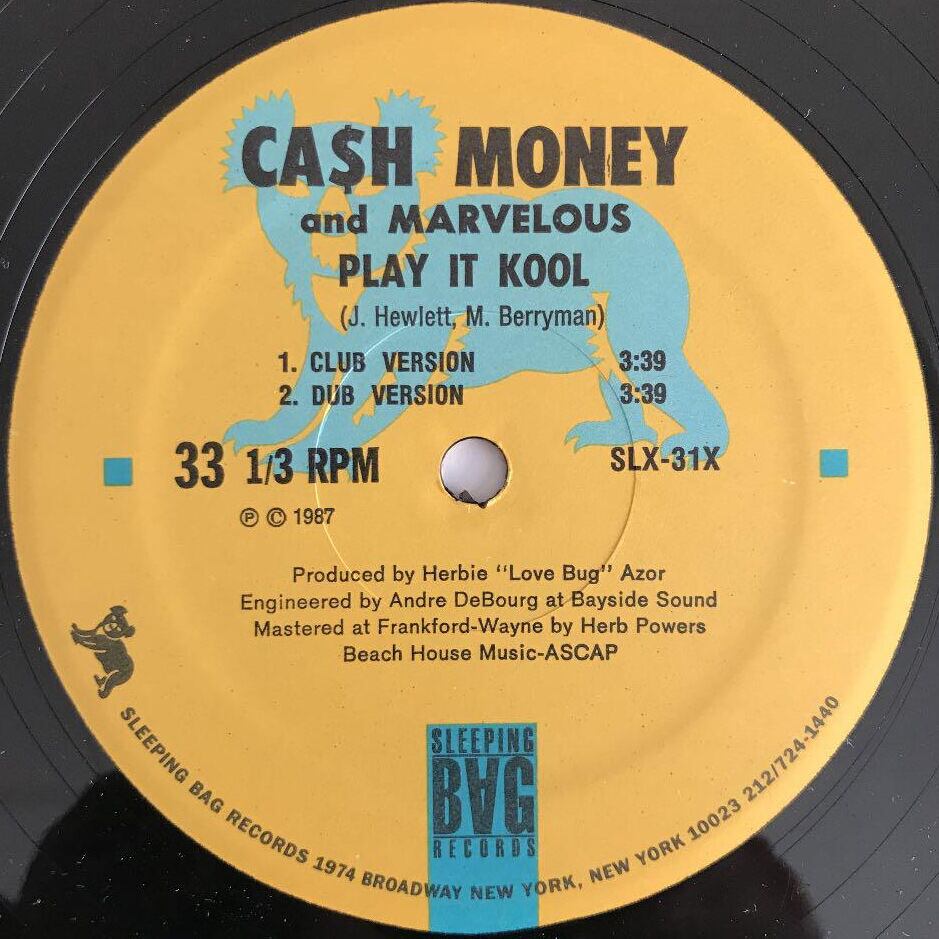 CA$H MONEY
and MARVELOUS
PLAY IT KOOL
(J. Hewlett, M. Berryman)
1. CLUB VERSION 3:39
2. DUB VERSION 3:39
33 1/3 RPM SLX-31X
Ⓟ © 1987
Produced by Herbie "Love Bug" Azor
Engineered by Andre DeBourg at Bayside Sound
Mastered at Frankford-Wayne by Herb Powers
Beach House Music-ASCAP
SLEEPING
BAG
RECORDS
SLEEPING BAG RECORDS 1974 BROADWAY NEW YORK, NEW YORK 10023 212/724-1440